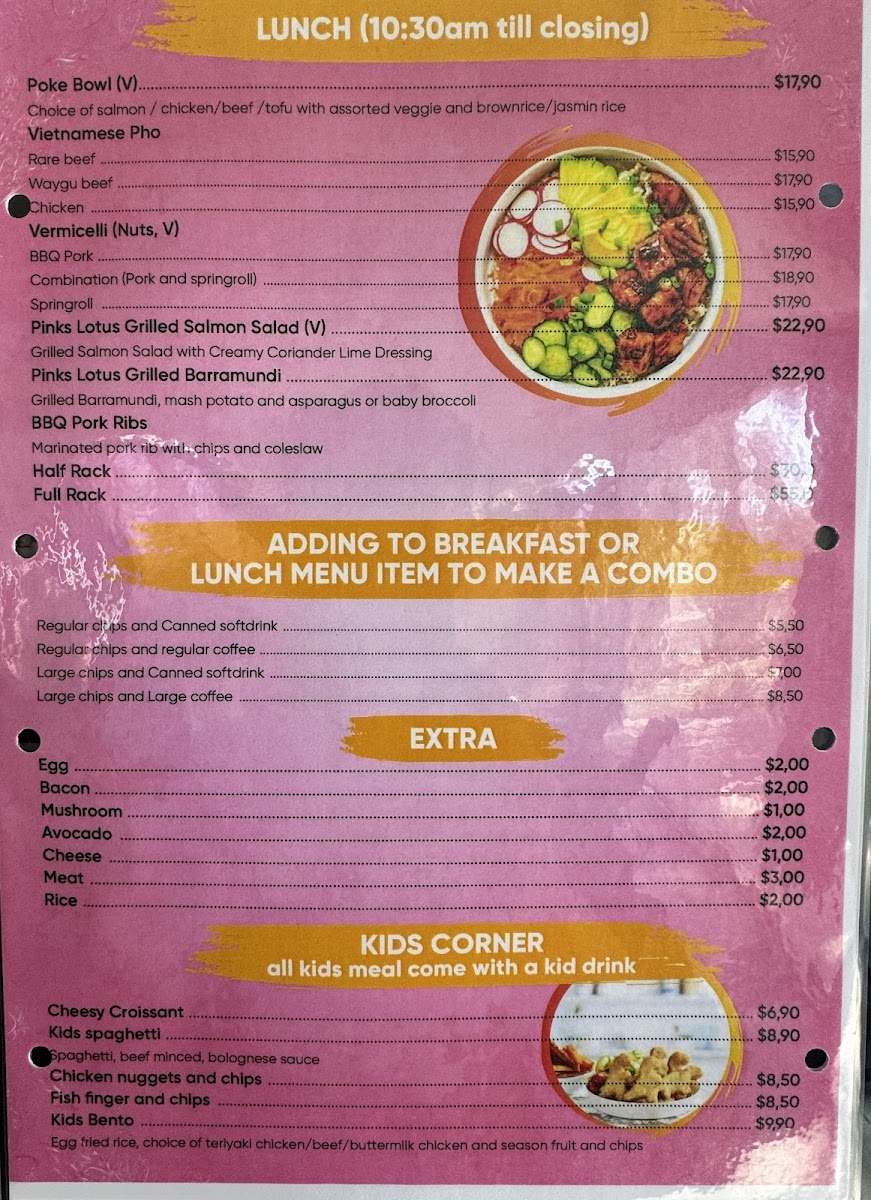 LUNCH (10:30am till closing)
Poke Bowl (V) $17,90
Choice of salmon / chicken/beef /tofu with assorted veggie and brownrice/jasmin rice
Vietnamese Pho
Rare beef $15,90
Waygu beef $17,90
Chicken $15,90
Vermicelli (Nuts, V)
BBQ Pork $17,90
Combination (Pork and springroll) $18,90
Springroll $17,90
Pinks Lotus Grilled Salmon Salad (V) $22,90
Grilled Salmon Salad with Creamy Coriander Lime Dressing
Pinks Lotus Grilled Barramundi $22,90
Grilled Barramundi, mash potato and asparagus or baby broccoli
BBQ Pork Ribs
Marinated pork rib with chips and coleslaw
Half Rack
Full Rack
ADDING TO BREAKFAST OR
LUNCH MENU ITEM TO MAKE A COMBO
Regular chips and Canned softdrink $5,50
Regular chips and regular coffee $6,50
Large chips and Canned softdrink $7,00
Large chips and Large coffee $8,50
EXTRA
Egg $2,00
Bacon $2,00
Mushroom $1,00
Avocado $2,00
Cheese $1,00
Meat $3,00
Rice $2,00
KIDS CORNER
all kids meal come with a kid drink
Cheesy Croissant $6,90
Kids spaghetti $8,90
Spaghetti, beef minced, bolognese sauce
Chicken nuggets and chips $8,50
Fish finger and chips $8,50
Kids Bento $9,90
Egg fried rice, choice of teriyaki chicken/beef/buttermilk chicken and season fruit and chips